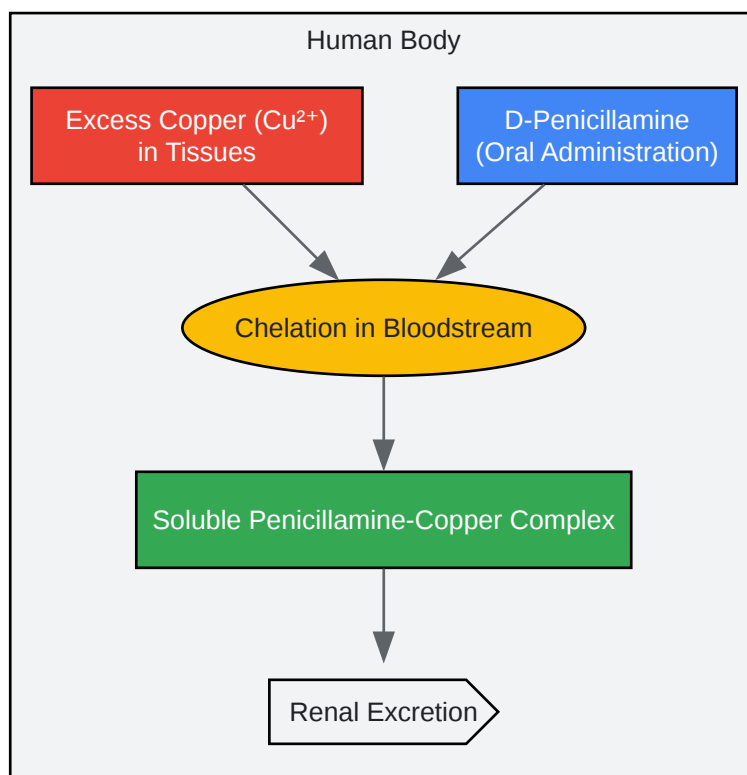 Human Body
Excess Copper (Cu²⁺)
in Tissues
D-Penicillamine
(Oral Administration)
Chelation in Bloodstream
Soluble Penicillamine-Copper Complex
Renal Excretion